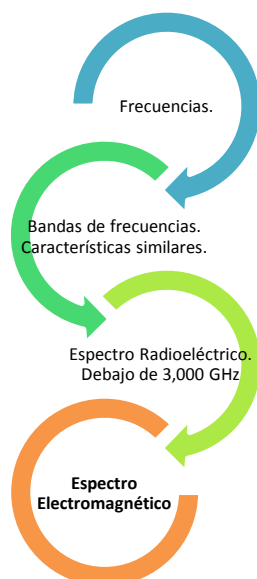 Frecuencias.
Bandas de frecuencias.
Características similares.
Espectro Radioeléctrico.
Debajo de 3,000 GHz
Espectro
Electromagnético